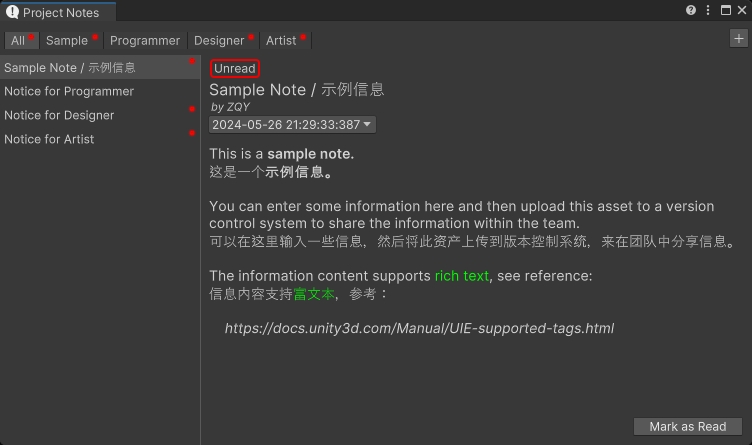 Project Notes
All
Sample
Programmer
Designer
Artist
Sample Note / 示例信息
Notice for Programmer
Notice for Designer
Notice for Artist
Unread
Sample Note / 示例信息
by ZQY
2024-05-26 21:29:33:387
This is a sample note.
这是一个示例信息。
You can enter some information here and then upload this asset to a version
control system to share the information within the team.
可以在这里输入一些信息，然后将此资产上传到版本控制系统，来在团队中分享信息。
The information content supports rich text, see reference:
信息内容支持富文本，参考：
https://docs.unity3d.com/Manual/UIE-supported-tags.html
Mark as Read